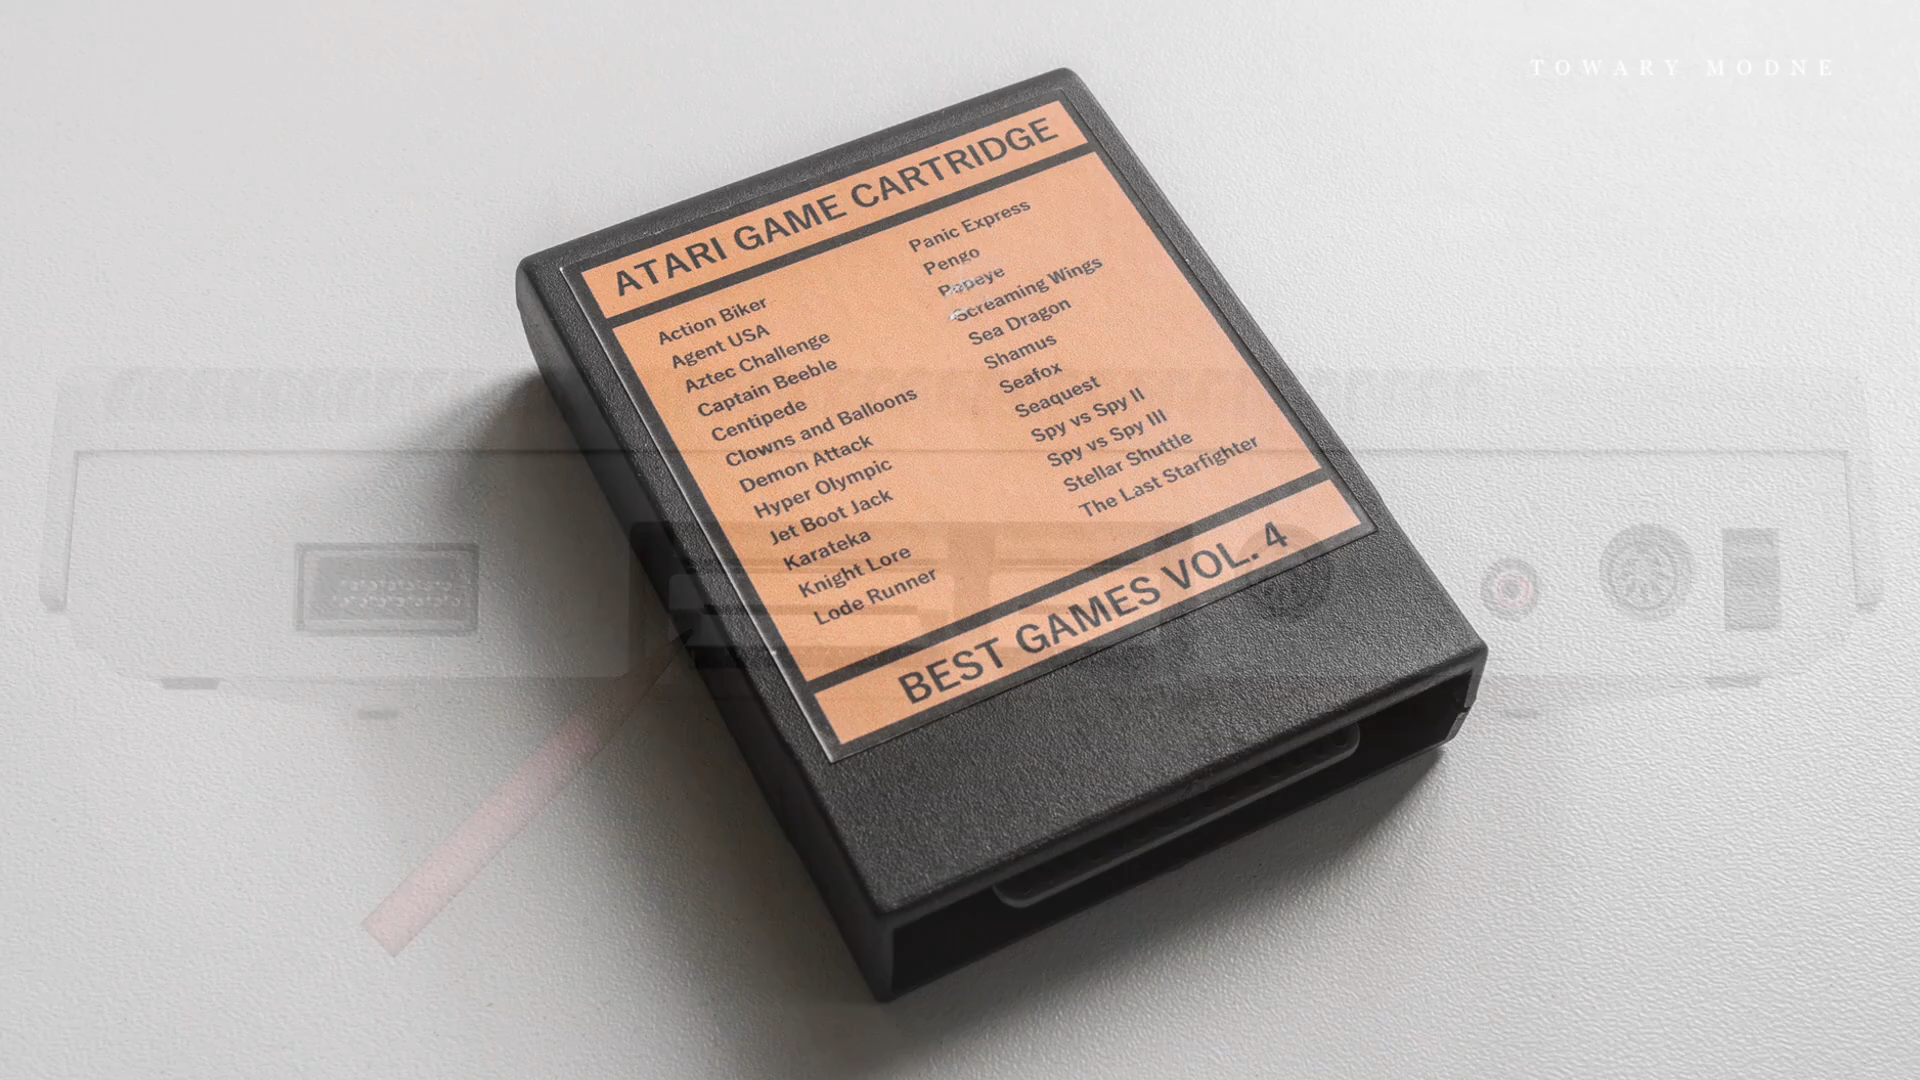 TOWARY MODNE
ATARI GAME CARTRIDGE
Action Biker
Agent USA
Aztec Challenge
Captain Beeble
Centipede
Clowns and Balloons
Demon Attack
Hyper Olympic
Jet Boot Jack
Karateka
Knight Lore
Lode Runner
Panic Express
Pengo
Popeye
Screaming Wings
Sea Dragon
Shamus
Seafox
Seaquest
Spy vs Spy II
Spy vs Spy III
Stellar Shuttle
The Last Starfighter
BEST GAMES VOL. 4